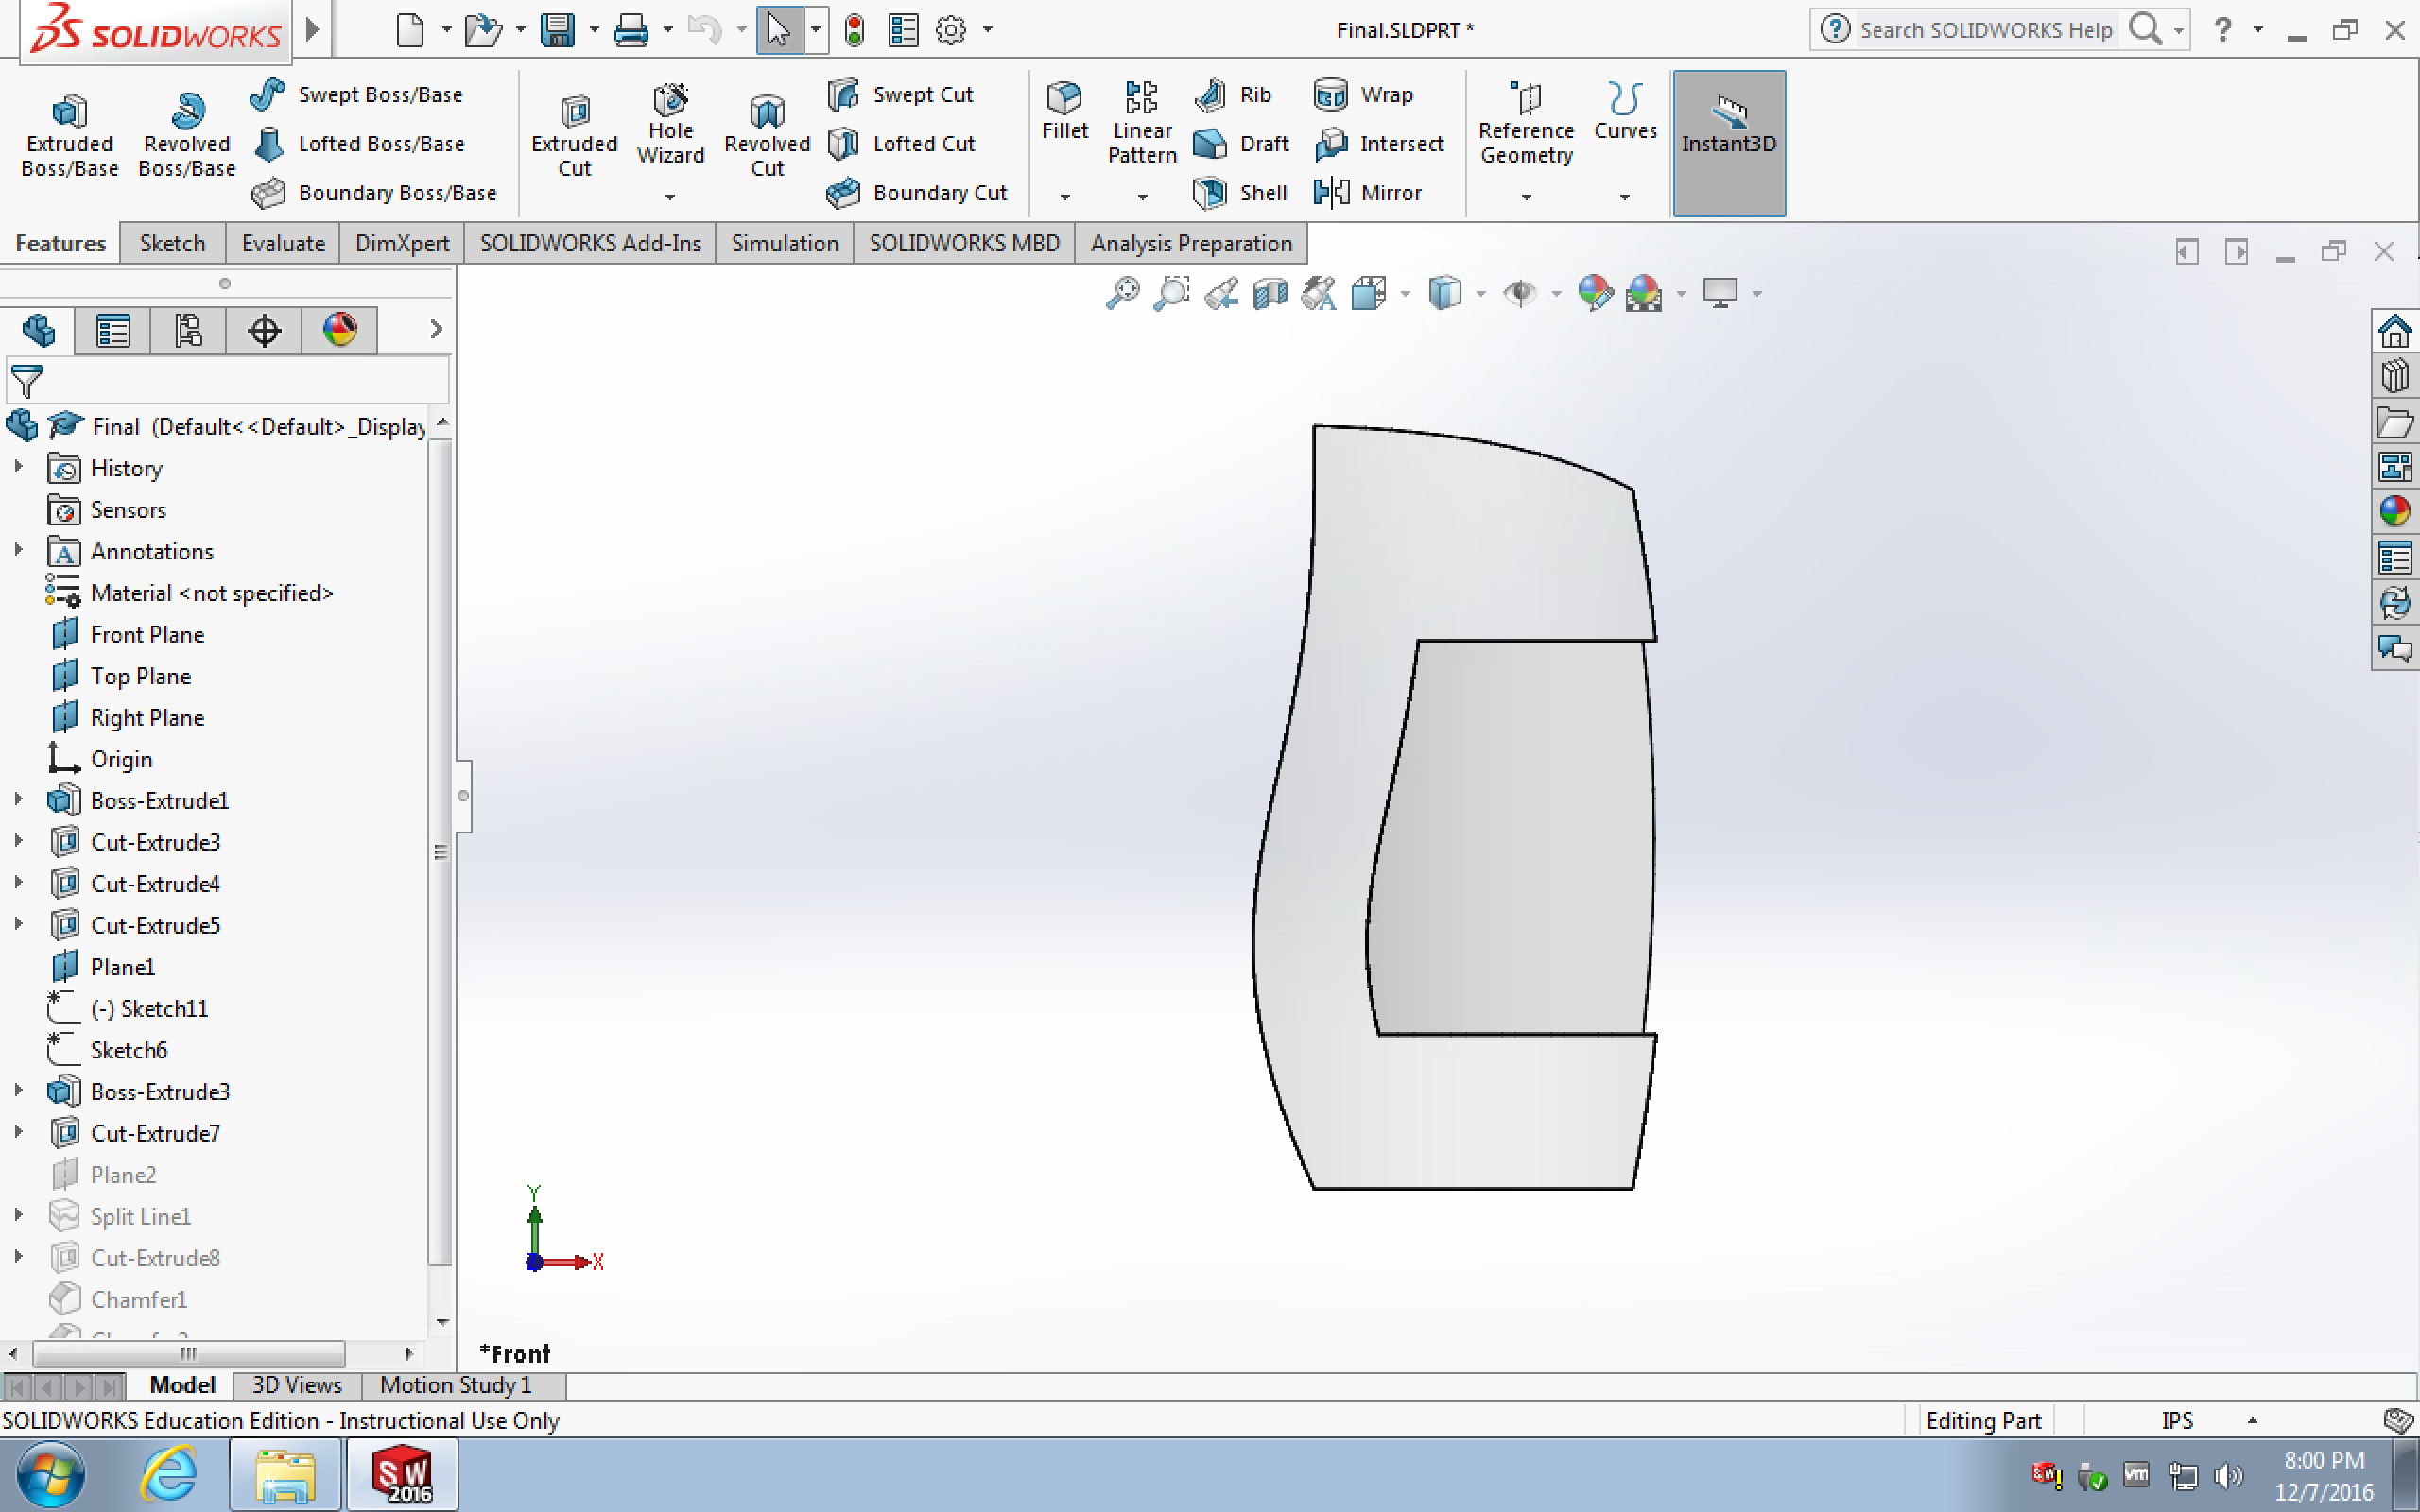 SOLIDWORKS
Final.SLDPRT *
Search SOLIDWORKS Help
?
Extruded Boss/Base
Revolved Boss/Base
Swept Boss/Base
Lofted Boss/Base
Boundary Boss/Base
Extruded Cut
Hole Wizard
Revolved Cut
Swept Cut
Lofted Cut
Boundary Cut
Fillet
Linear Pattern
Rib
Draft
Shell
Wrap
Intersect
Mirror
Reference Geometry
Curves
Instant3D
Features
Sketch
Evaluate
DimXpert
SOLIDWORKS Add-Ins
Simulation
SOLIDWORKS MBD
Analysis Preparation
Final (Default<<Default>_Display
History
Sensors
A Annotations
Material <not specified>
Front Plane
Top Plane
Right Plane
Origin
Boss-Extrude1
Cut-Extrude3
Cut-Extrude4
Cut-Extrude5
Plane1
(-) Sketch11
Sketch6
Boss-Extrude3
Cut-Extrude7
Plane2
Split Line1
Cut-Extrude8
Chamfer1
Y
X
*Front
Model
3D Views
Motion Study 1
SOLIDWORKS Education Edition - Instructional Use Only
Editing Part
IPS
SW 2016
8:00 PM
12/7/2016